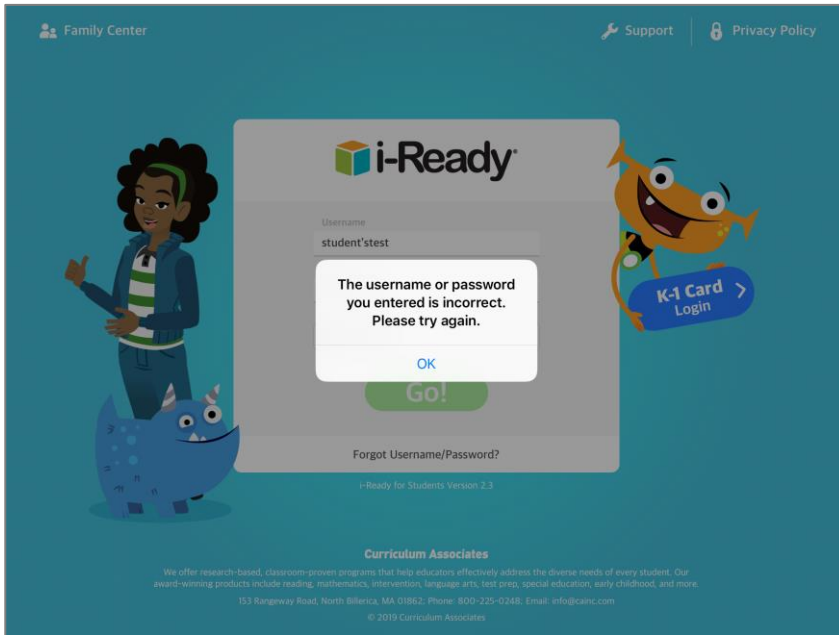 Family Center
Support
Privacy Policy
i-Ready®
Username
student'stest
The username or password
you entered is incorrect.
Please try again.
OK
K-1 Card
Login
Go!
Forgot Username/Password?
i-Ready for Students Version 2.3
Curriculum Associates
We offer research-based, classroom-proven programs that help educators effectively address the diverse needs of every student. Our
award-winning products include reading, mathematics, intervention, language arts, test prep, special education, early childhood, and more.
153 Rangeway Road, North Billerica, MA 01862; Phone: 800-225-0248; Email: info@cainc.com
© 2019 Curriculum Associates